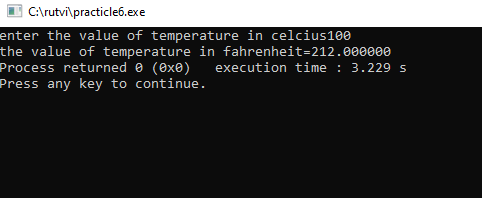 C:\rutvi\practicle6.exe
enter the value of temperature in celcius100
the value of temperature in fahrenheit=212.000000
Process returned 0 (0x0)   execution time : 3.229 s
Press any key to continue.